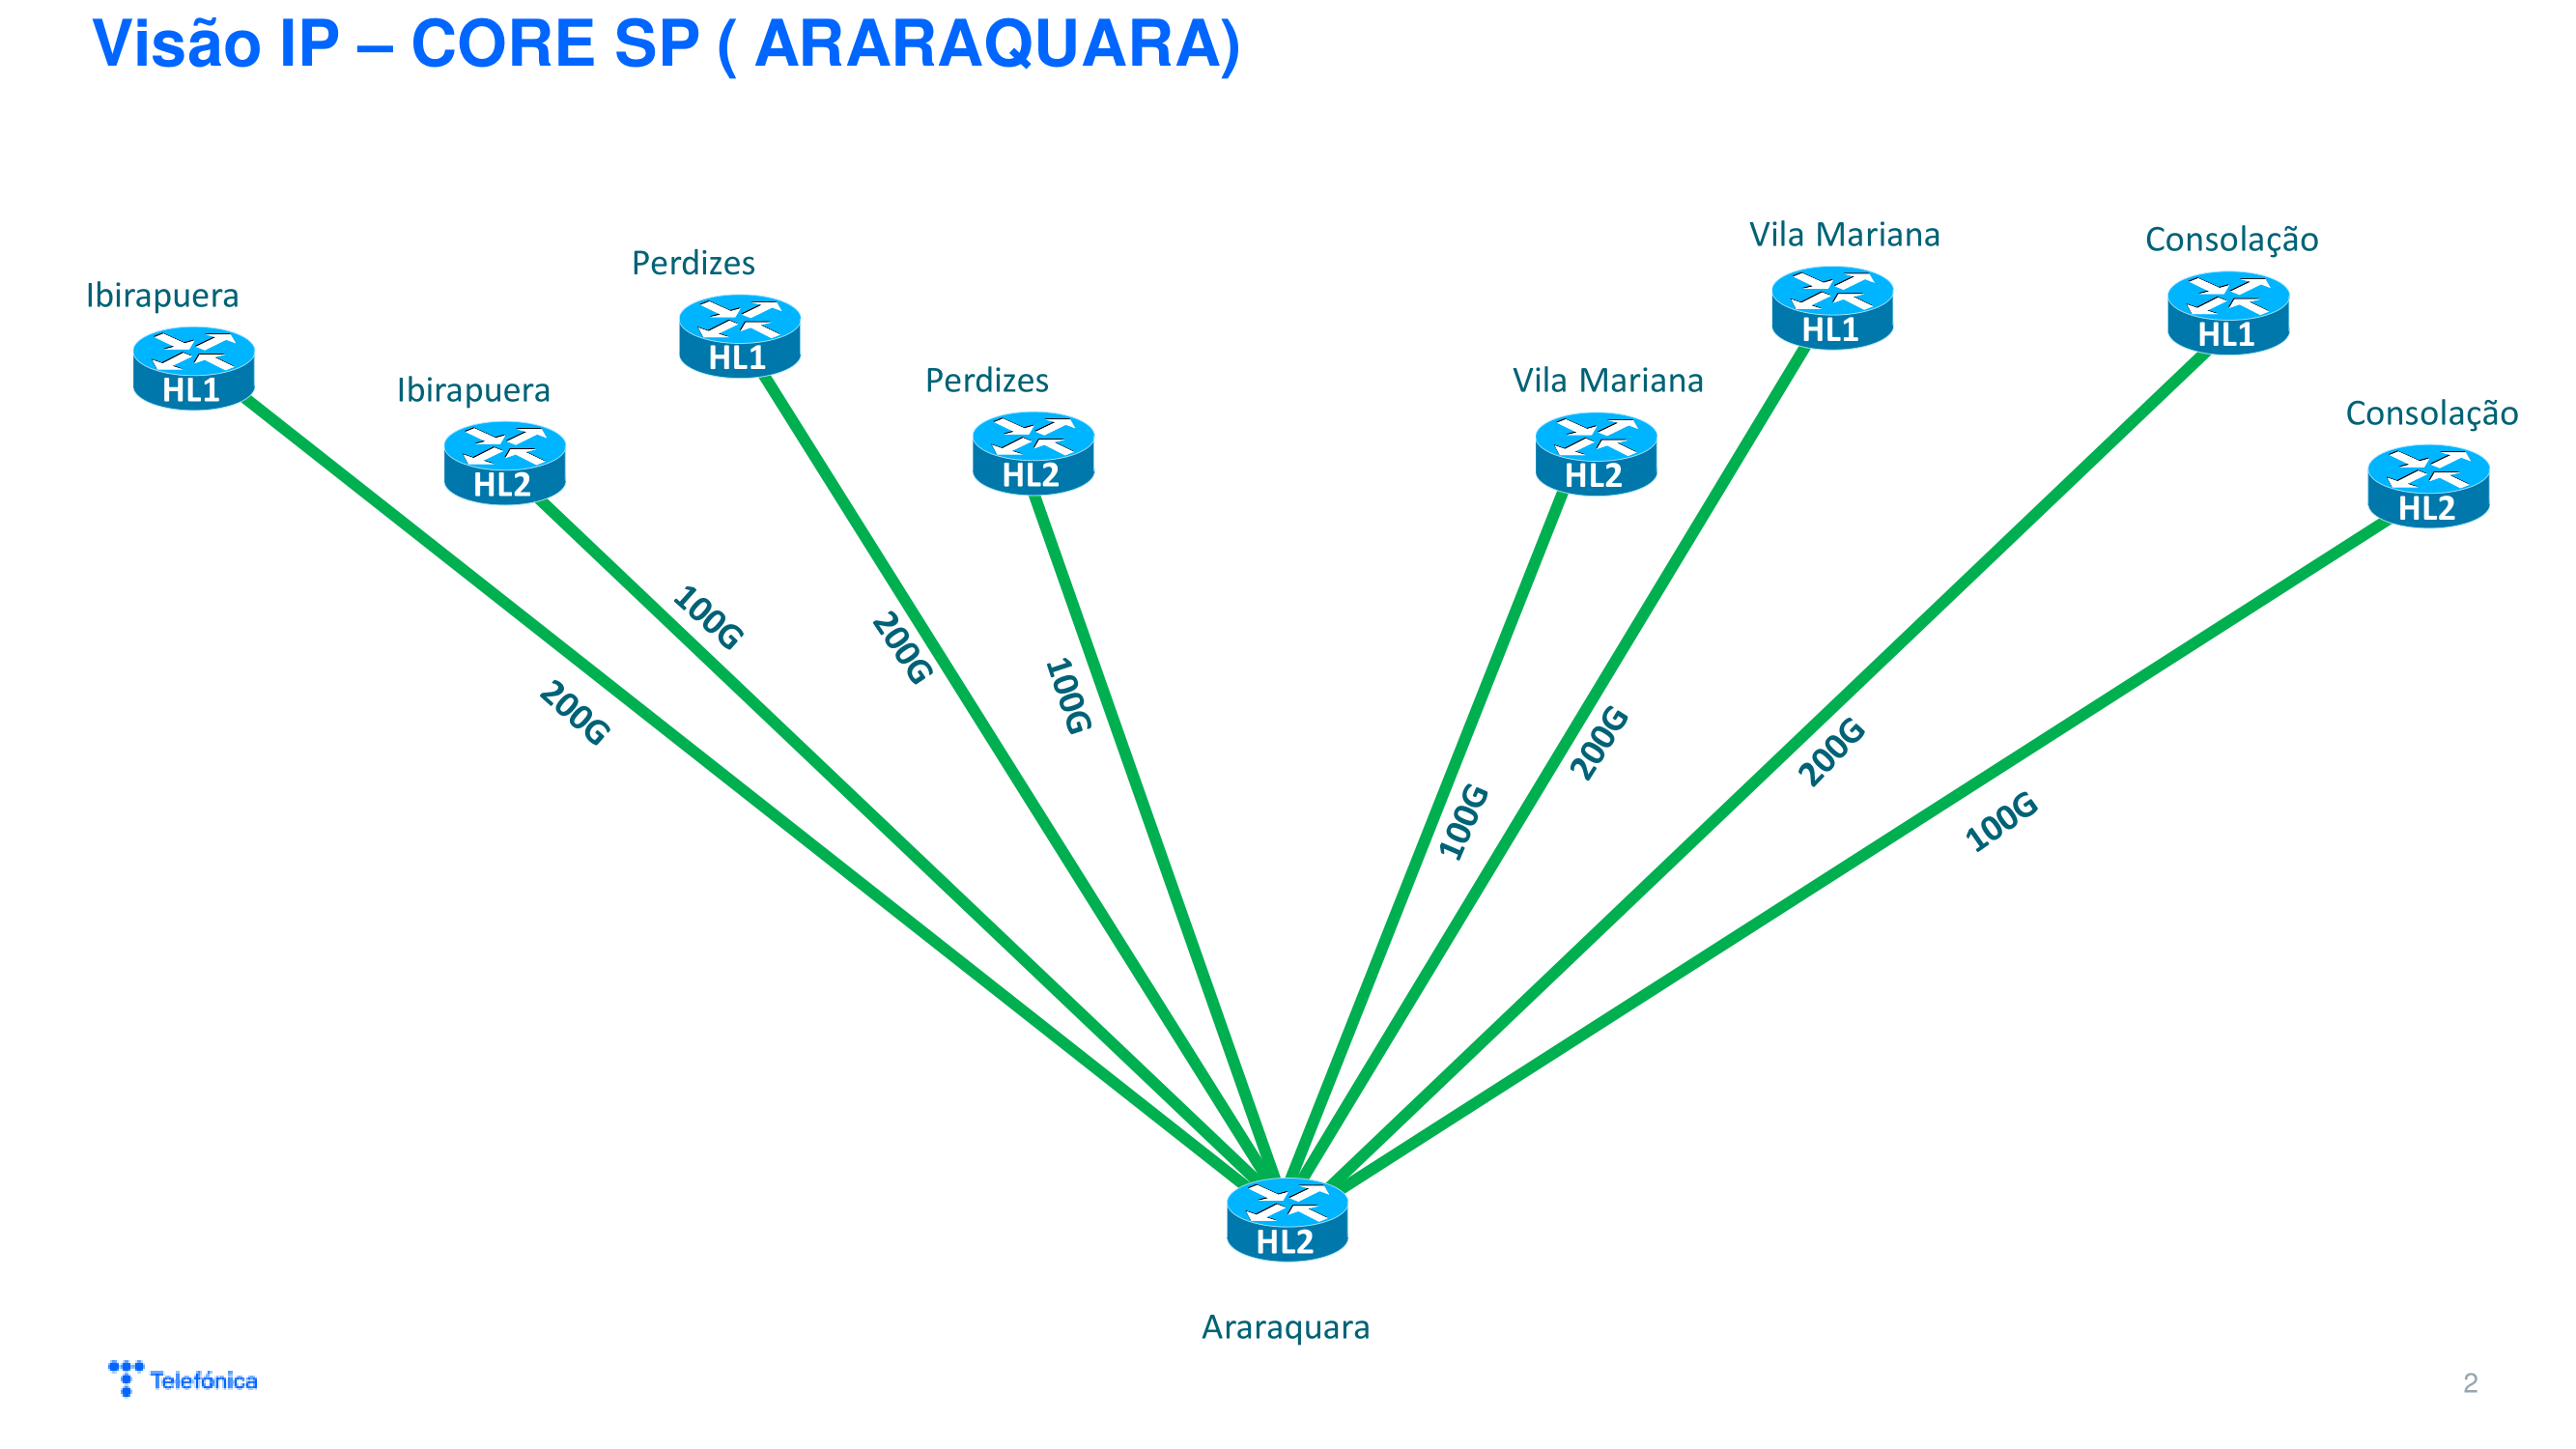 Visão IP – CORE SP ( ARARAQUARA)
Vila Mariana
Consolação
Perdizes
Ibirapuera
HL1
HL1
HL1
HL1
Ibirapuera
Perdizes
Vila Mariana
Consolação
HL2
HL2
HL2
HL2
100G
200G
100G
200G
200G
200G
100G
100G
HL2
Araraquara
Telefónica
2